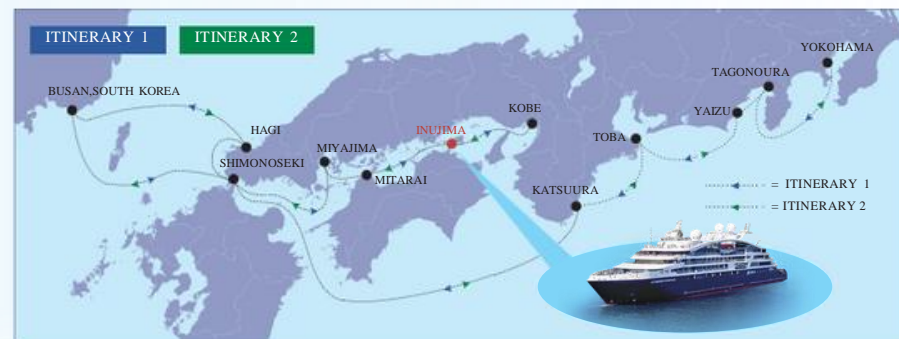 ITINERARY 1
ITINERARY 2
YOKOHAMA
TAGONOURA
BUSAN,SOUTH KOREA
KOBE
YAIZU
INUJIMA
HAGI
TOBA
MIYAJIMA
SHIMONOSEKI
MITARAI
KATSUURA
= ITINERARY 1
= ITINERARY 2